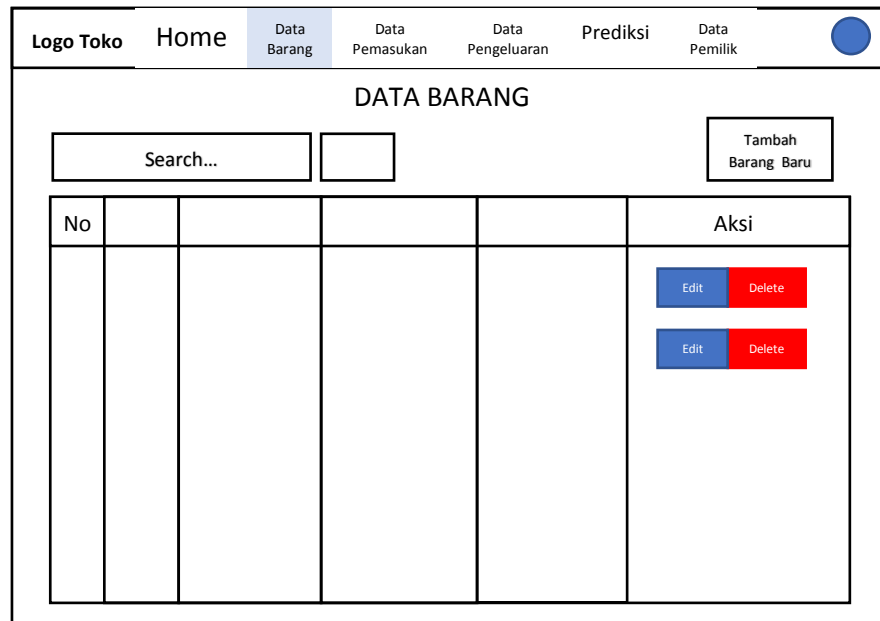 Logo Toko
Home
Data
Barang
Data
Pemasukan
Data
Pengeluaran
Prediksi
Data
Pemilik
DATA BARANG
Search...
Tambah
Barang Baru
No
Aksi
Edit
Delete
Edit
Delete